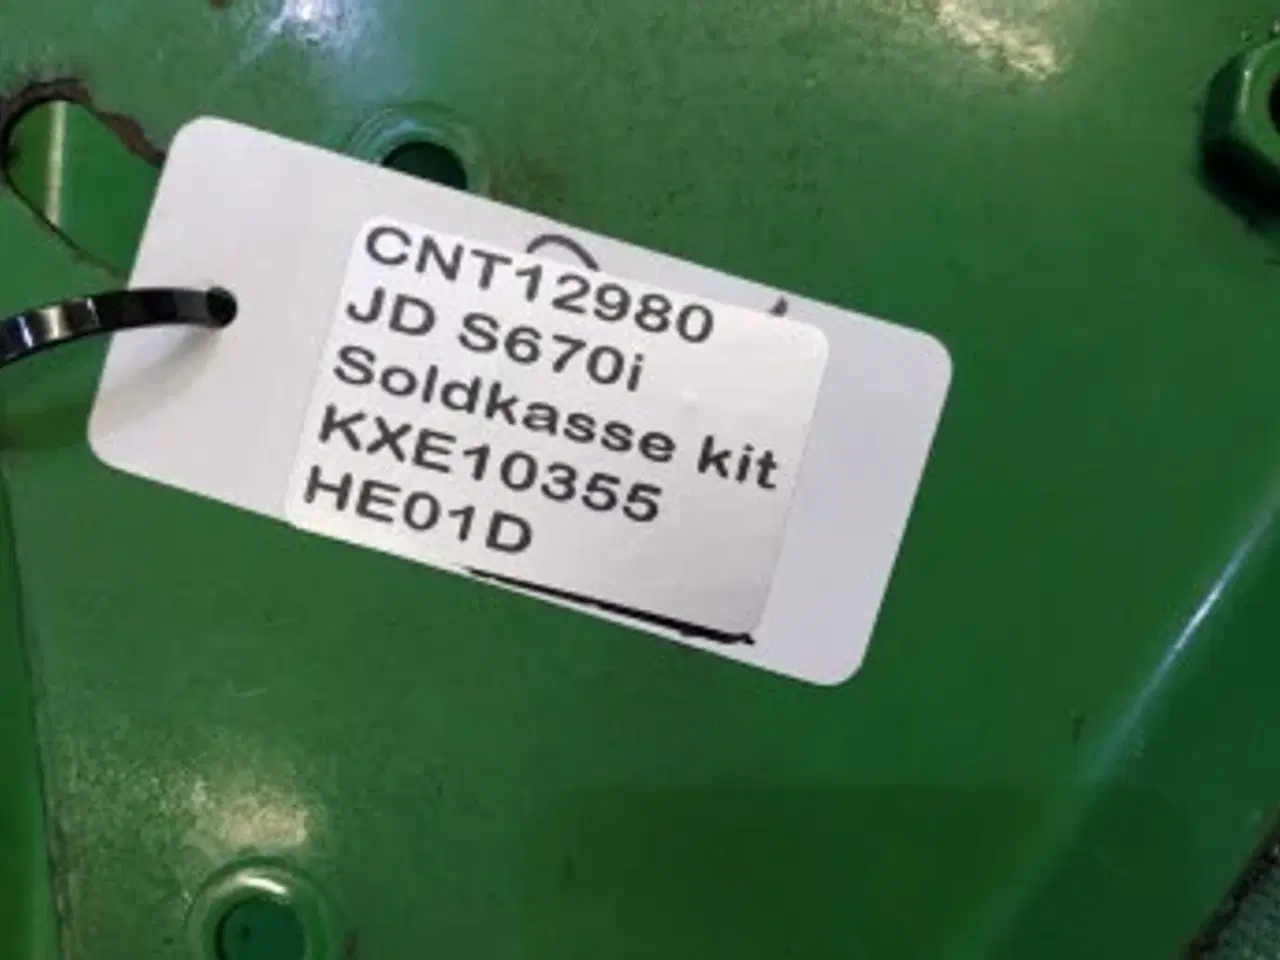 CNT12980
JD S670i
Soldkasse kit
KXE10355
HE01D